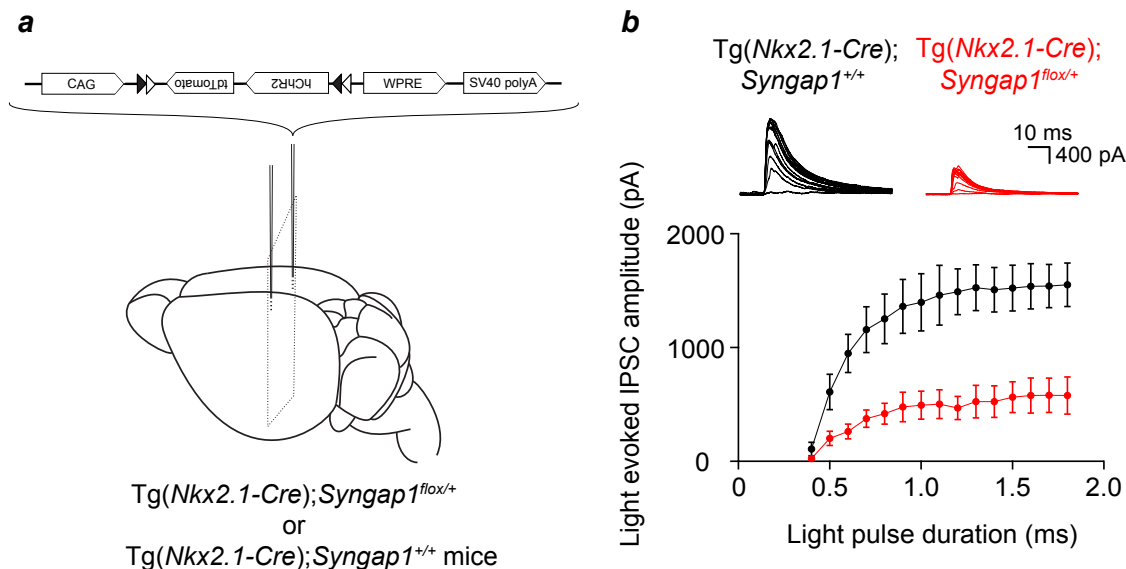 a
CAG tdTomato hChR2 WPRE SV40 polyA
Tg(Nkx2.1-Cre);Syngap1flox/+
or
Tg(Nkx2.1-Cre);Syngap1+/+ mice
b
Tg(Nkx2.1-Cre);
Syngap1+/+
Tg(Nkx2.1-Cre);
Syngap1flox/+
10 ms
400 pA
Light evoked IPSC amplitude (pA)
2000
1000
0
0 0.5 1.0 1.5 2.0
Light pulse duration (ms)